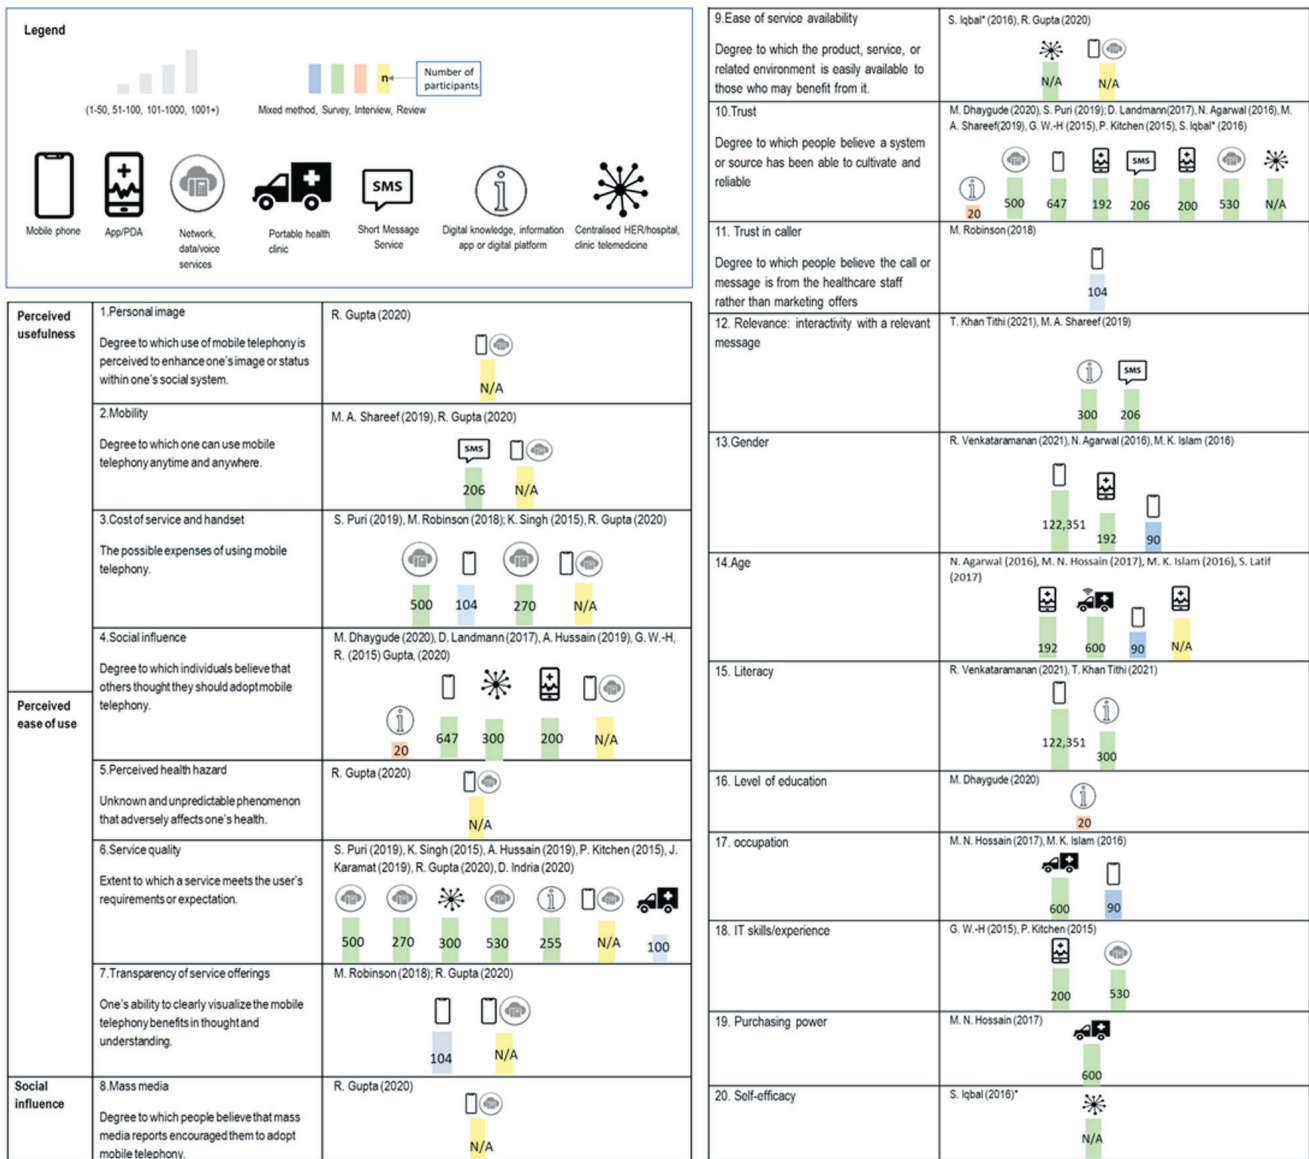 Legend
n
Number of
participants
(1-50, 51-100, 101-1000, 1001+)
Mixed method, Survey, Interview, Review
SMS
Mobile phone
App/PDA
Network,
data/voice
services
Portable health
clinic
Short Message
Service
Digital knowledge, information
app or digital platform
Centralised HER/hospital,
clinic telemedicine
Perceived
usefulness
1.Personal image
Degree to which use of mobile telephony is
perceived to enhance one's image or status
within one's social system.
R. Gupta (2020)
N/A
2.Mobility
Degree to which one can use mobile
telephony anytime and anywhere.
M. A. Shareef (2019), R. Gupta (2020)
SMS
206 N/A
3.Cost of service and handset
The possible expenses of using mobile
telephony.
S. Puri (2019), M. Robinson (2018); K. Singh (2015), R. Gupta (2020)
500 104 270 N/A
4.Social influence
Degree to which individuals believe that
others thought they should adopt mobile
telephony.
M. Dhaygude (2020), D. Landmann (2017), A. Hussain (2019), G. W.-H,
R. (2015) Gupta, (2020)
i
20 647 300 200 N/A
Perceived
ease of use
5.Perceived health hazard
Unknown and unpredictable phenomenon
that adversely affects one's health.
R. Gupta (2020)
N/A
6.Service quality
Extent to which a service meets the user's
requirements or expectation.
S. Puri (2019), K. Singh (2015), A. Hussain (2019), P. Kitchen (2015), J.
Karamat (2019), R. Gupta (2020), D. Indria (2020)
i
500 270 300 530 255 N/A 100
7.Transparency of service offerings
One's ability to clearly visualize the mobile
telephony benefits in thought and
understanding.
M. Robinson (2018); R. Gupta (2020)
104 N/A
Social
influence
8.Mass media
Degree to which people believe that mass
media reports encouraged them to adopt
mobile telephony.
R. Gupta (2020)
N/A
9.Ease of service availability
Degree to which the product, service, or
related environment is easily available to
those who may benefit from it.
S. Iqbal* (2016), R. Gupta (2020)
N/A N/A
10.Trust
Degree to which people believe a system
or source has been able to cultivate and
reliable
M. Dhaygude (2020), S. Puri (2019); D. Landmann(2017), N. Agarwal (2016), M.
A. Shareef(2019), G. W.-H (2015), P. Kitchen (2015), S. Iqbal* (2016)
SMS
i
20 500 647 192 206 200 530 N/A
11. Trust in caller
Degree to which people believe the call or
message is from the healthcare staff
rather than marketing offers
M. Robinson (2018)
104
12. Relevance: interactivity with a relevant
message
T. Khan Tithi (2021), M. A. Shareef (2019)
i SMS
300 206
13.Gender
R. Venkataramanan (2021), N. Agarwal (2016), M. K. Islam (2016)
122,351 192 90
14.Age
N. Agarwal (2016), M. N. Hossain (2017), M. K. Islam (2016), S. Latif
(2017)
192 600 90 N/A
15. Literacy
R. Venkataramanan (2021), T. Khan Tithi (2021)
i
122,351 300
16. Level of education
M. Dhaygude (2020)
i
20
17. occupation
M. N. Hossain (2017), M. K. Islam (2016)
600 90
18. IT skills/experience
G. W.-H (2015), P. Kitchen (2015)
200 530
19. Purchasing power
M. N. Hossain (2017)
600
20. Self-efficacy
S. Iqbal (2016)*
N/A